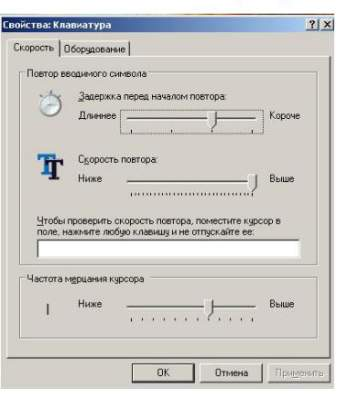 Свойства: Клавиатура
Скорость Оборудование
Повтор вводимого символа
Задержка перед началом повтора:
Длиннее Короче
Скорость повтора:
Ниже Выше
Чтобы проверить скорость повтора, поместите курсор в
поле, нажмите любую клавишу и не отпускайте ее:
Частота мерцания курсора
Ниже Выше
ОК Отмена Применить